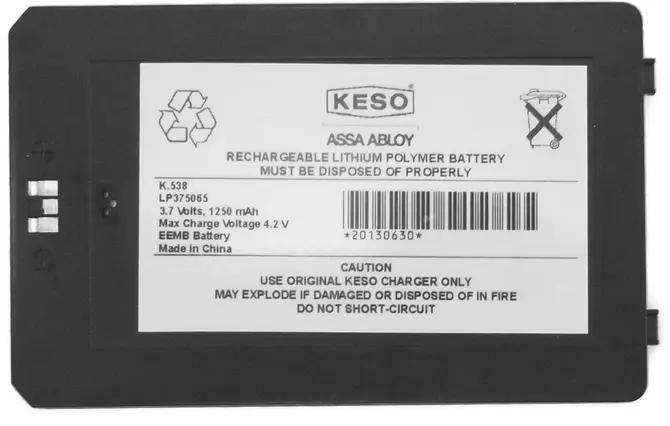 KESO
ASSA ABLOY
RECHARGEABLE LITHIUM POLYMER BATTERY
MUST BE DISPOSED OF PROPERLY
K.538
LP375065
3.7 Volts, 1250 mAh
Max Charge Voltage 4.2 V
EEMB Battery
Made in China
*20130630*
CAUTION
USE ORIGINAL KESO CHARGER ONLY
MAY EXPLODE IF DAMAGED OR DISPOSED OF IN FIRE
DO NOT SHORT-CIRCUIT